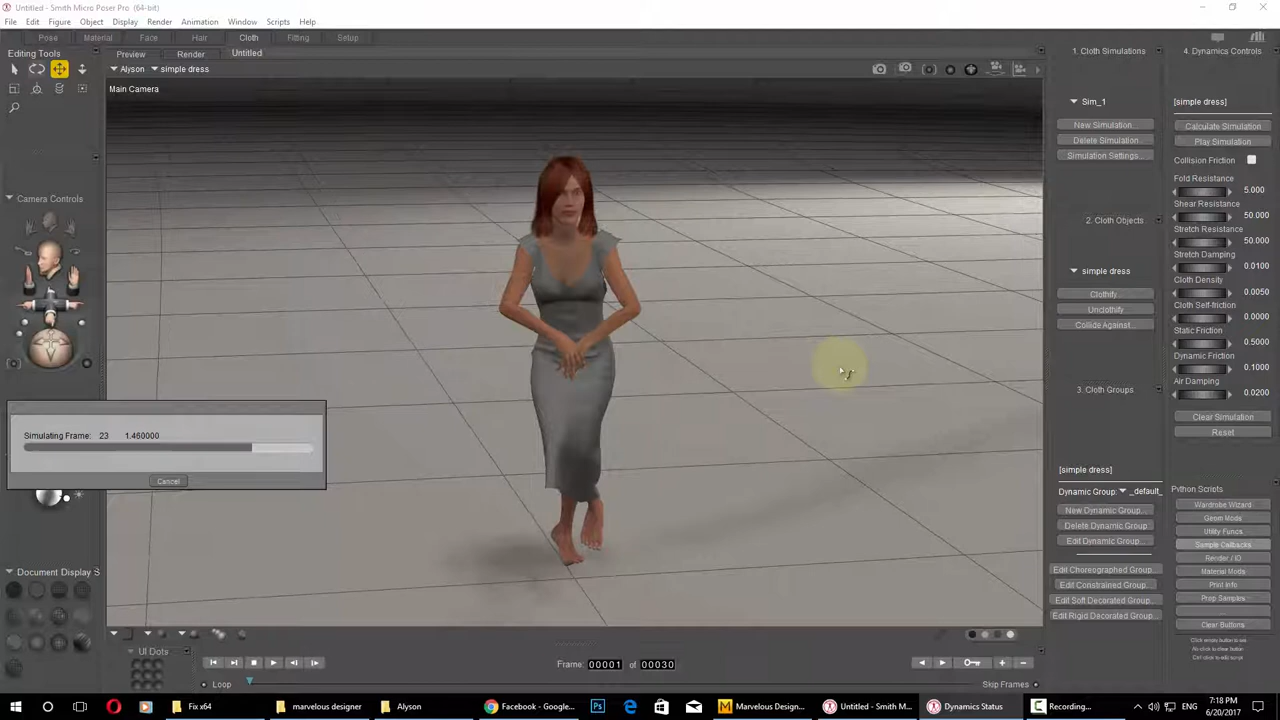 Untitled - Smith Micro Poser Pro (64-bit)
File Edit Figure Object Display Render Animation Window Scripts Help
Pose Material Face Hair Cloth Fitting Setup
Editing Tools
Preview Render Untitled
Alyson simple dress
Main Camera
Camera Controls
Simulating Frame: 23 1.460000
Cancel
Document Display
UI Dots
Frame: 00001 of 00030
Loop
Skip Frames
1. Cloth Simulations
Sim_1
New Simulation...
Delete Simulation...
Simulation Settings...
2. Cloth Objects
simple dress
Clothify...
Unclothify
Collide Against...
3. Cloth Groups
[simple dress]
Dynamic Group: _default_
New Dynamic Group...
Delete Dynamic Group
Edit Dynamic Group...
Edit Choreographed Group...
Edit Constrained Group...
Edit Soft Decorated Group...
Edit Rigid Decorated Group...
4. Dynamics Controls
[simple dress]
Calculate Simulation
Play Simulation
Collision Friction
Fold Resistance
5.000
Shear Resistance
50.000
Stretch Resistance
50.000
Stretch Damping
0.0100
Cloth Density
0.0050
Cloth Self-friction
0.0000
Static Friction
0.5000
Dynamic Friction
0.1000
Air Damping
0.0200
Clear Simulation
Reset
Python Scripts
Wardrobe Wizard
Geom Mods
Utility Funcs
Sample Callbacks
Render / IO
Material Mods
Print Info
Prop Samples
...
Clear Buttons
Click empty button to set
Alt-click to clear button
Ctrl-click to edit script
Fix x64
marvelous designer
Alyson
Facebook - Google...
Marvelous Design...
Untitled - Smith M...
Dynamics Status
Recording...
7:18 PM
6/20/2017